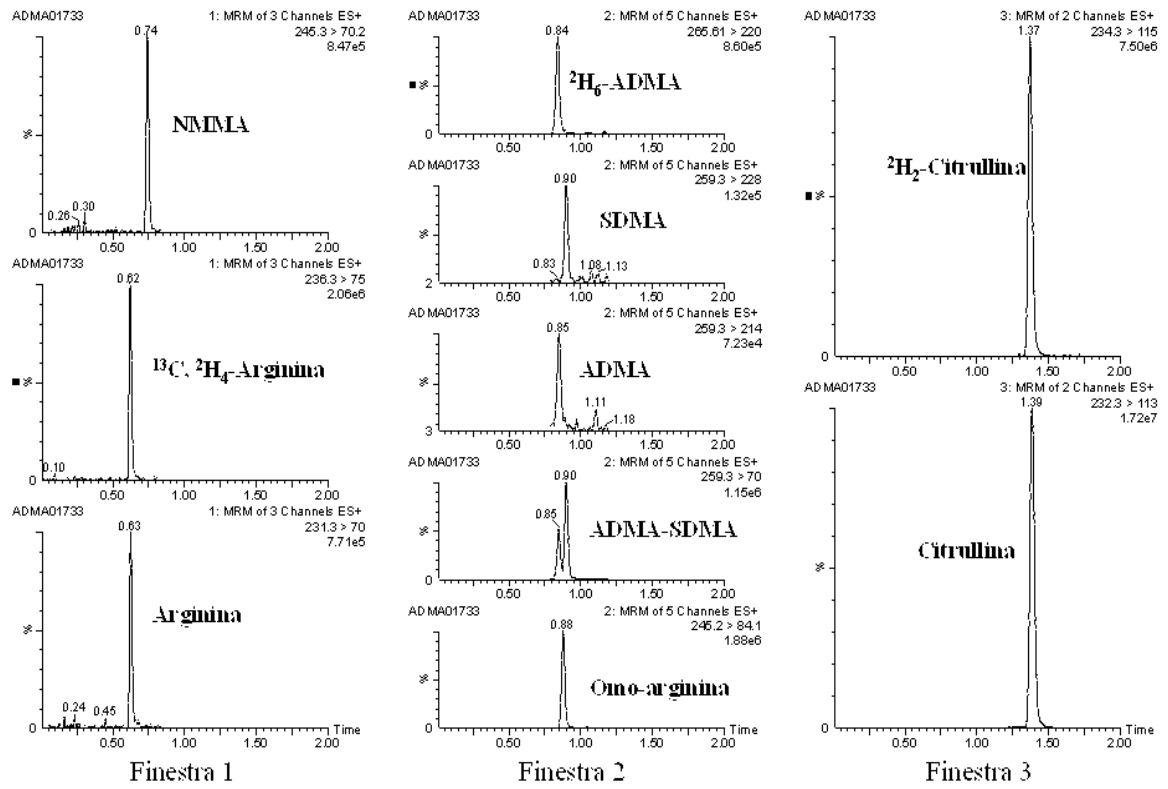 ADMA01733 1: MRM of 3 Channels ES+
0.74 245.3 > 70.2
8.47e5
NMMA
%
0.26 0.30
0
0.50 1.00 1.50 2.00
ADMA01733 1: MRM of 3 Channels ES+
0.62 236.3 > 75
2.06e6
¹³C, ²H₄-Arginina
%
0.10
0
0.50 1.00 1.50 2.00
ADMA01733 1: MRM of 3 Channels ES+
0.63 231.3 > 70
7.71e5
Arginina
%
0.24 0.45
0 Time
0.50 1.00 1.50 2.00
Finestra 1
ADMA01733 2: MRM of 5 Channels ES+
0.84 265.61 > 220
8.60e5
²H₆-ADMA
%
0
0.50 1.00 1.50 2.00
ADMA01733 2: MRM of 5 Channels ES+
0.90 259.3 > 228
1.32e5
SDMA
%
0.83 1.08 1.13
2
0.50 1.00 1.50 2.00
ADMA01733 2: MRM of 5 Channels ES+
0.85 259.3 > 214
7.23e4
ADMA
%
1.11
1.18
3
0.50 1.00 1.50 2.00
ADMA01733 2: MRM of 5 Channels ES+
0.90 259.3 > 70
1.15e6
0.85
ADMA-SDMA
%
0
0.50 1.00 1.50 2.00
ADMA01733 2: MRM of 5 Channels ES+
0.88 245.2 > 84.1
1.88e6
Omo-arginina
%
0 Time
0.50 1.00 1.50 2.00
Finestra 2
ADMA01733 3: MRM of 2 Channels ES+
1.37 234.3 > 115
7.50e6
²H₂-Citrullina
%
0
0.50 1.00 1.50 2.00
ADMA01733 3: MRM of 2 Channels ES+
1.39 232.3 > 113
1.72e7
Citrullina
%
0 Time
0.50 1.00 1.50 2.00
Finestra 3